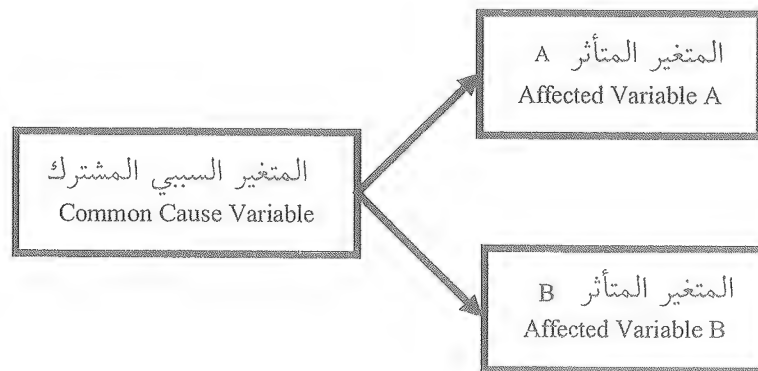 المتغير المتأثر A
Affected Variable A
المتغير السببي المشترك
Common Cause Variable
المتغير المتأثر B
Affected Variable B